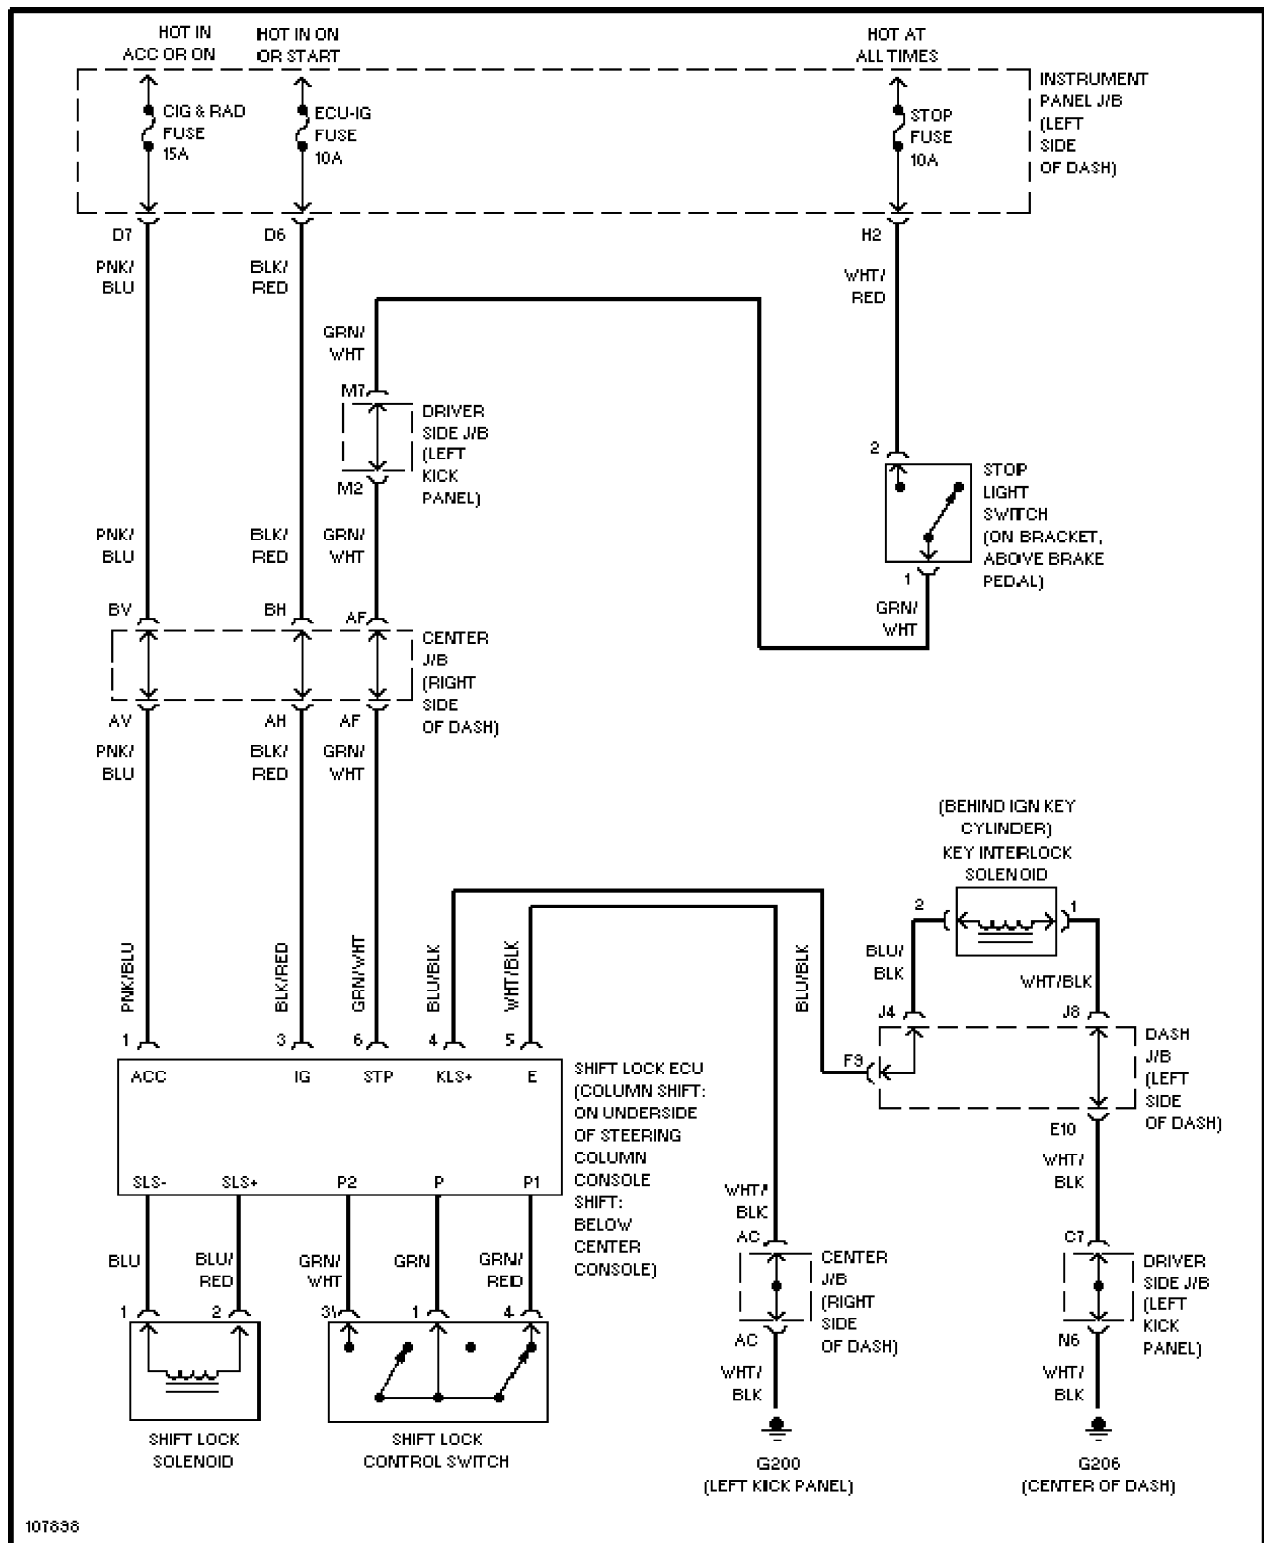 HOT IN
ACC OR ON
HOT IN ON
OR START
HOT AT
ALL TIMES
CIG & RAD
FUSE
15A
ECU-IG
FUSE
10A
STOP
FUSE
10A
INSTRUMENT
PANEL J/B
(LEFT
SIDE
OF DASH)
D7
D6
H2
PNK/
BLU
BLK/
RED
WHT/
RED
GRN/
WHT
M7
DRIVER
SIDE J/B
(LEFT
KICK
PANEL)
M2
2
STOP
LIGHT
SWITCH
(ON BRACKET,
ABOVE BRAKE
PEDAL)
1
GRN/
WHT
PNK/
BLU
BLK/
RED
GRN/
WHT
BV
BH
AF
CENTER
J/B
(RIGHT
SIDE
OF DASH)
AV
AH
AF
PNK/
BLU
BLK/
RED
GRN/
WHT
(BEHIND IGN KEY
CYLINDER)
KEY INTERLOCK
SOLENOID
2
1
BLU/
BLK
WHT/BLK
PNK/BLU
BLK/RED
GRN/WHT
BLU/BLK
WHT/BLK
BLU/BLK
J4
J8
F9
DASH
J/B
(LEFT
SIDE
OF DASH)
E10
1
3
6
4
5
ACC
IG
STP
KLS+
E
SHIFT LOCK ECU
(COLUMN SHIFT:
ON UNDERSIDE
OF STEERING
COLUMN
CONSOLE
SHIFT:
BELOW
CENTER
CONSOLE)
SLS-
SLS+
P2
P
P1
WHT/
BLK
WHT/
BLK
BLU
BLU/
RED
GRN/
WHT
GRN
GRN/
RED
AC
CENTER
J/B
(RIGHT
SIDE
OF DASH)
AC
C7
DRIVER
SIDE J/B
(LEFT
KICK
PANEL)
N6
1
2
3
1
4
WHT/
BLK
WHT/
BLK
SHIFT LOCK
SOLENOID
SHIFT LOCK
CONTROL SWITCH
G200
(LEFT KICK PANEL)
G206
(CENTER OF DASH)
107898